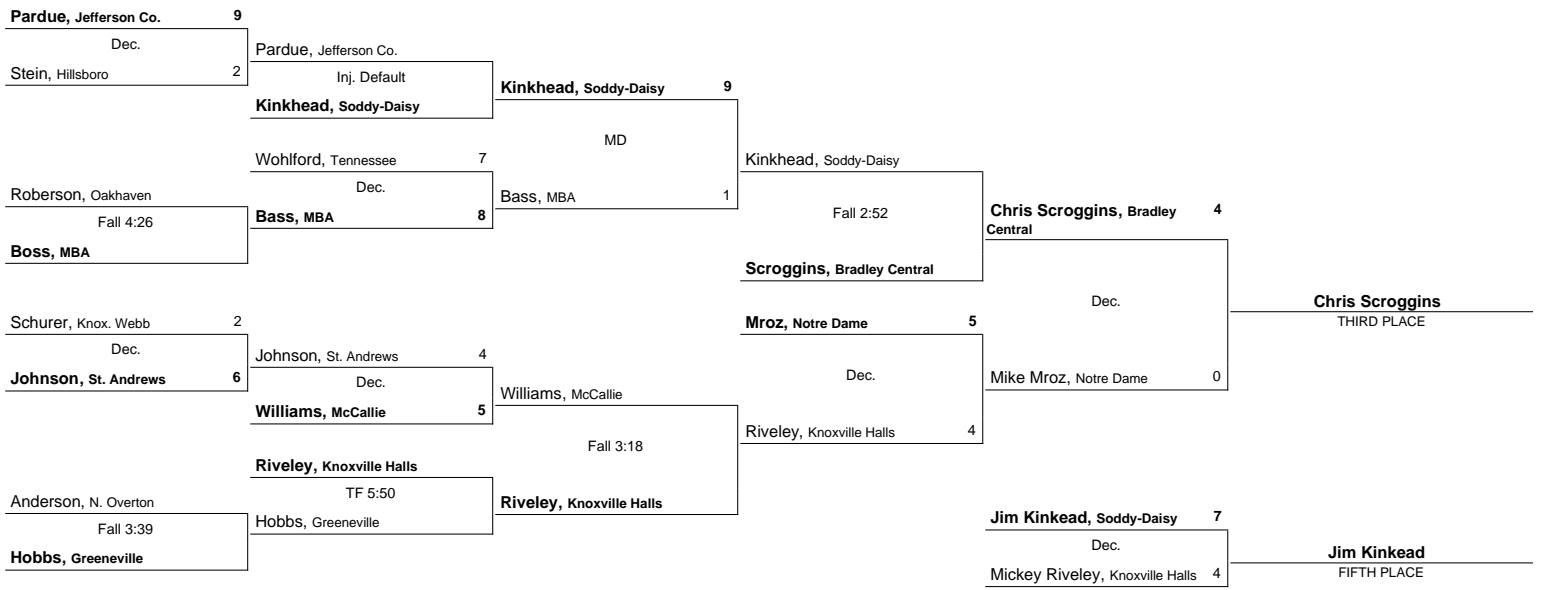 Pardue, Jefferson Co. 9
Dec.
Stein, Hillsboro 2
Roberson, Oakhaven
Fall 4:26
Boss, MBA
Schurer, Knox. Webb 2
Dec.
Johnson, St. Andrews 6
Anderson, N. Overton
Fall 3:39
Hobbs, Greeneville
Pardue, Jefferson Co.
Inj. Default
Kinkhead, Soddy-Daisy
Wohlford, Tennessee 7
Dec.
Bass, MBA 8
Johnson, St. Andrews 4
Dec.
Williams, McCallie 5
Riveley, Knoxville Halls
TF 5:50
Hobbs, Greeneville
Kinkhead, Soddy-Daisy 9
MD
Bass, MBA 1
Williams, McCallie
Fall 3:18
Riveley, Knoxville Halls
Kinkhead, Soddy-Daisy
Fall 2:52
Scroggins, Bradley Central
Mroz, Notre Dame 5
Dec.
Riveley, Knoxville Halls 4
Chris Scroggins, Bradley 4
Central
Dec.
Mike Mroz, Notre Dame 0
Chris Scroggins
THIRD PLACE
Jim Kinkead, Soddy-Daisy 7
Dec.
Mickey Riveley, Knoxville Halls 4
Jim Kinkead
FIFTH PLACE